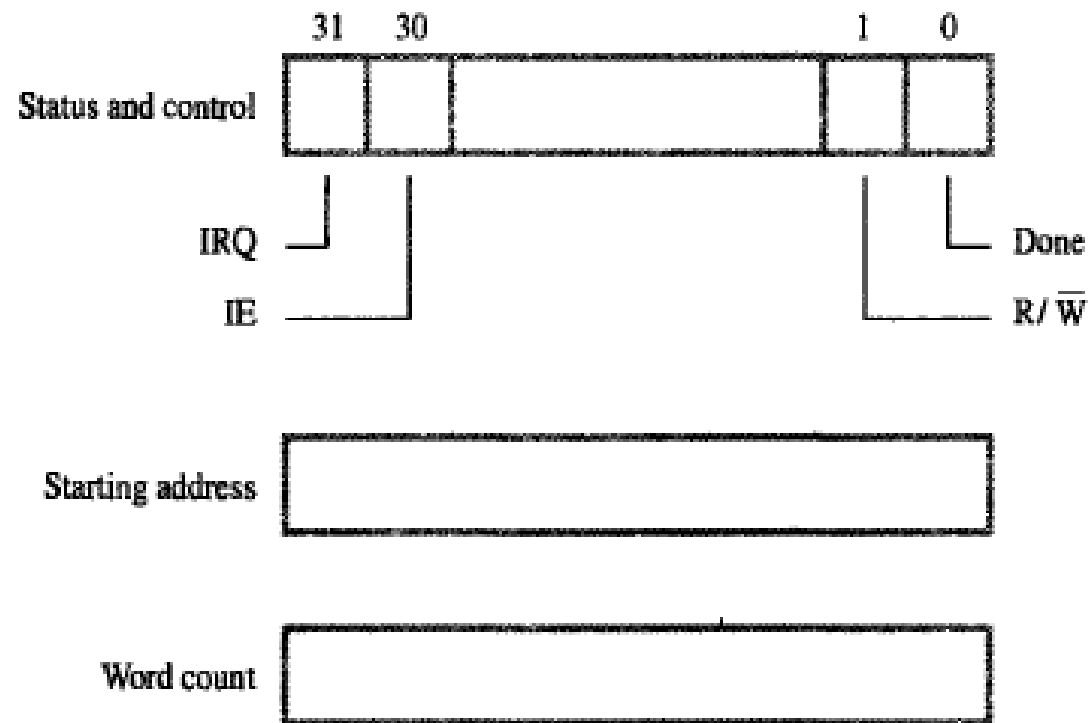 31 30 1 0
Status and control
IRQ Done
IE R/ W̅
Starting address
Word count